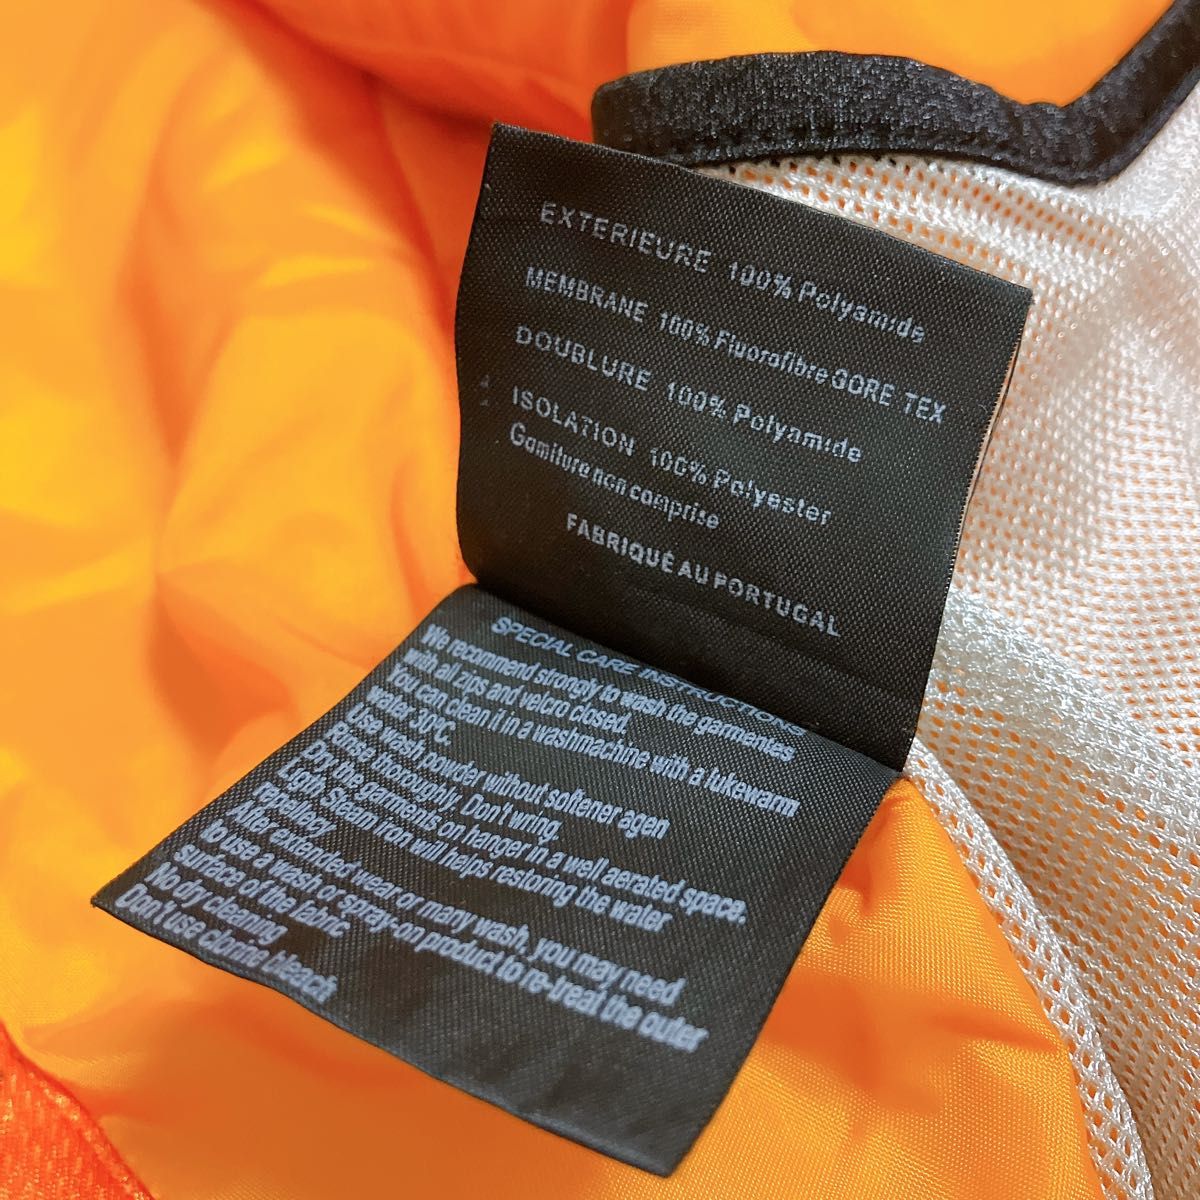 EXTERIEURE 100% Polyamide
MEMBRANE 100% Fluorofibre GORE TEX
DOUBLURE 100% Polyamide
ISOLATION 100% Polyester
Garniture non comprise
FABRIQUÉ AU PORTUGAL
SPECIAL CARE INSTRUCTIONS
We recommend strongly to wash the garmentes
with all zips and velcro closed.
You can clean it in a washmachine with a lukewarm
water 30°C.
Use wash powder without softener agen
Rinse thoroughly. Don't wring.
Dry the garments on hanger in a well aerated space.
Light Steam iron will helps restoring the water
repellecy
After extended wear or many wash, you may need
to use a wash or spray-on product to re-treat the outer
surface of the fabric
No dry cleaning
Don't use clorine bleach